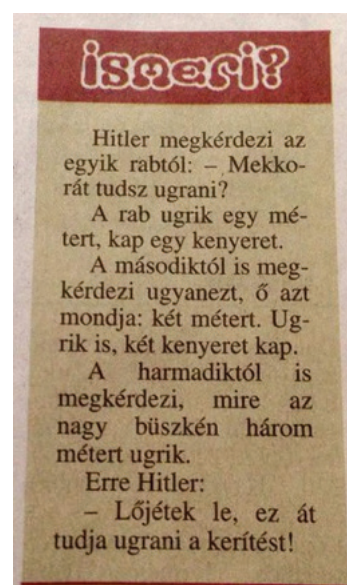 ismeri?
Hitler megkérdezi az
egyik rabtól: – Mekko-
rát tudsz ugrani?
A rab ugrik egy mé-
tert, kap egy kenyeret.
A másodiktól is meg-
kérdezi ugyanezt, ő azt
mondja: két métert. Ug-
rik is, két kenyeret kap.
A harmadiktól is
megkérdezi, mire az
nagy büszkén három
métert ugrik.
Erre Hitler:
– Lőjétek le, ez át
tudja ugrani a kerítést!